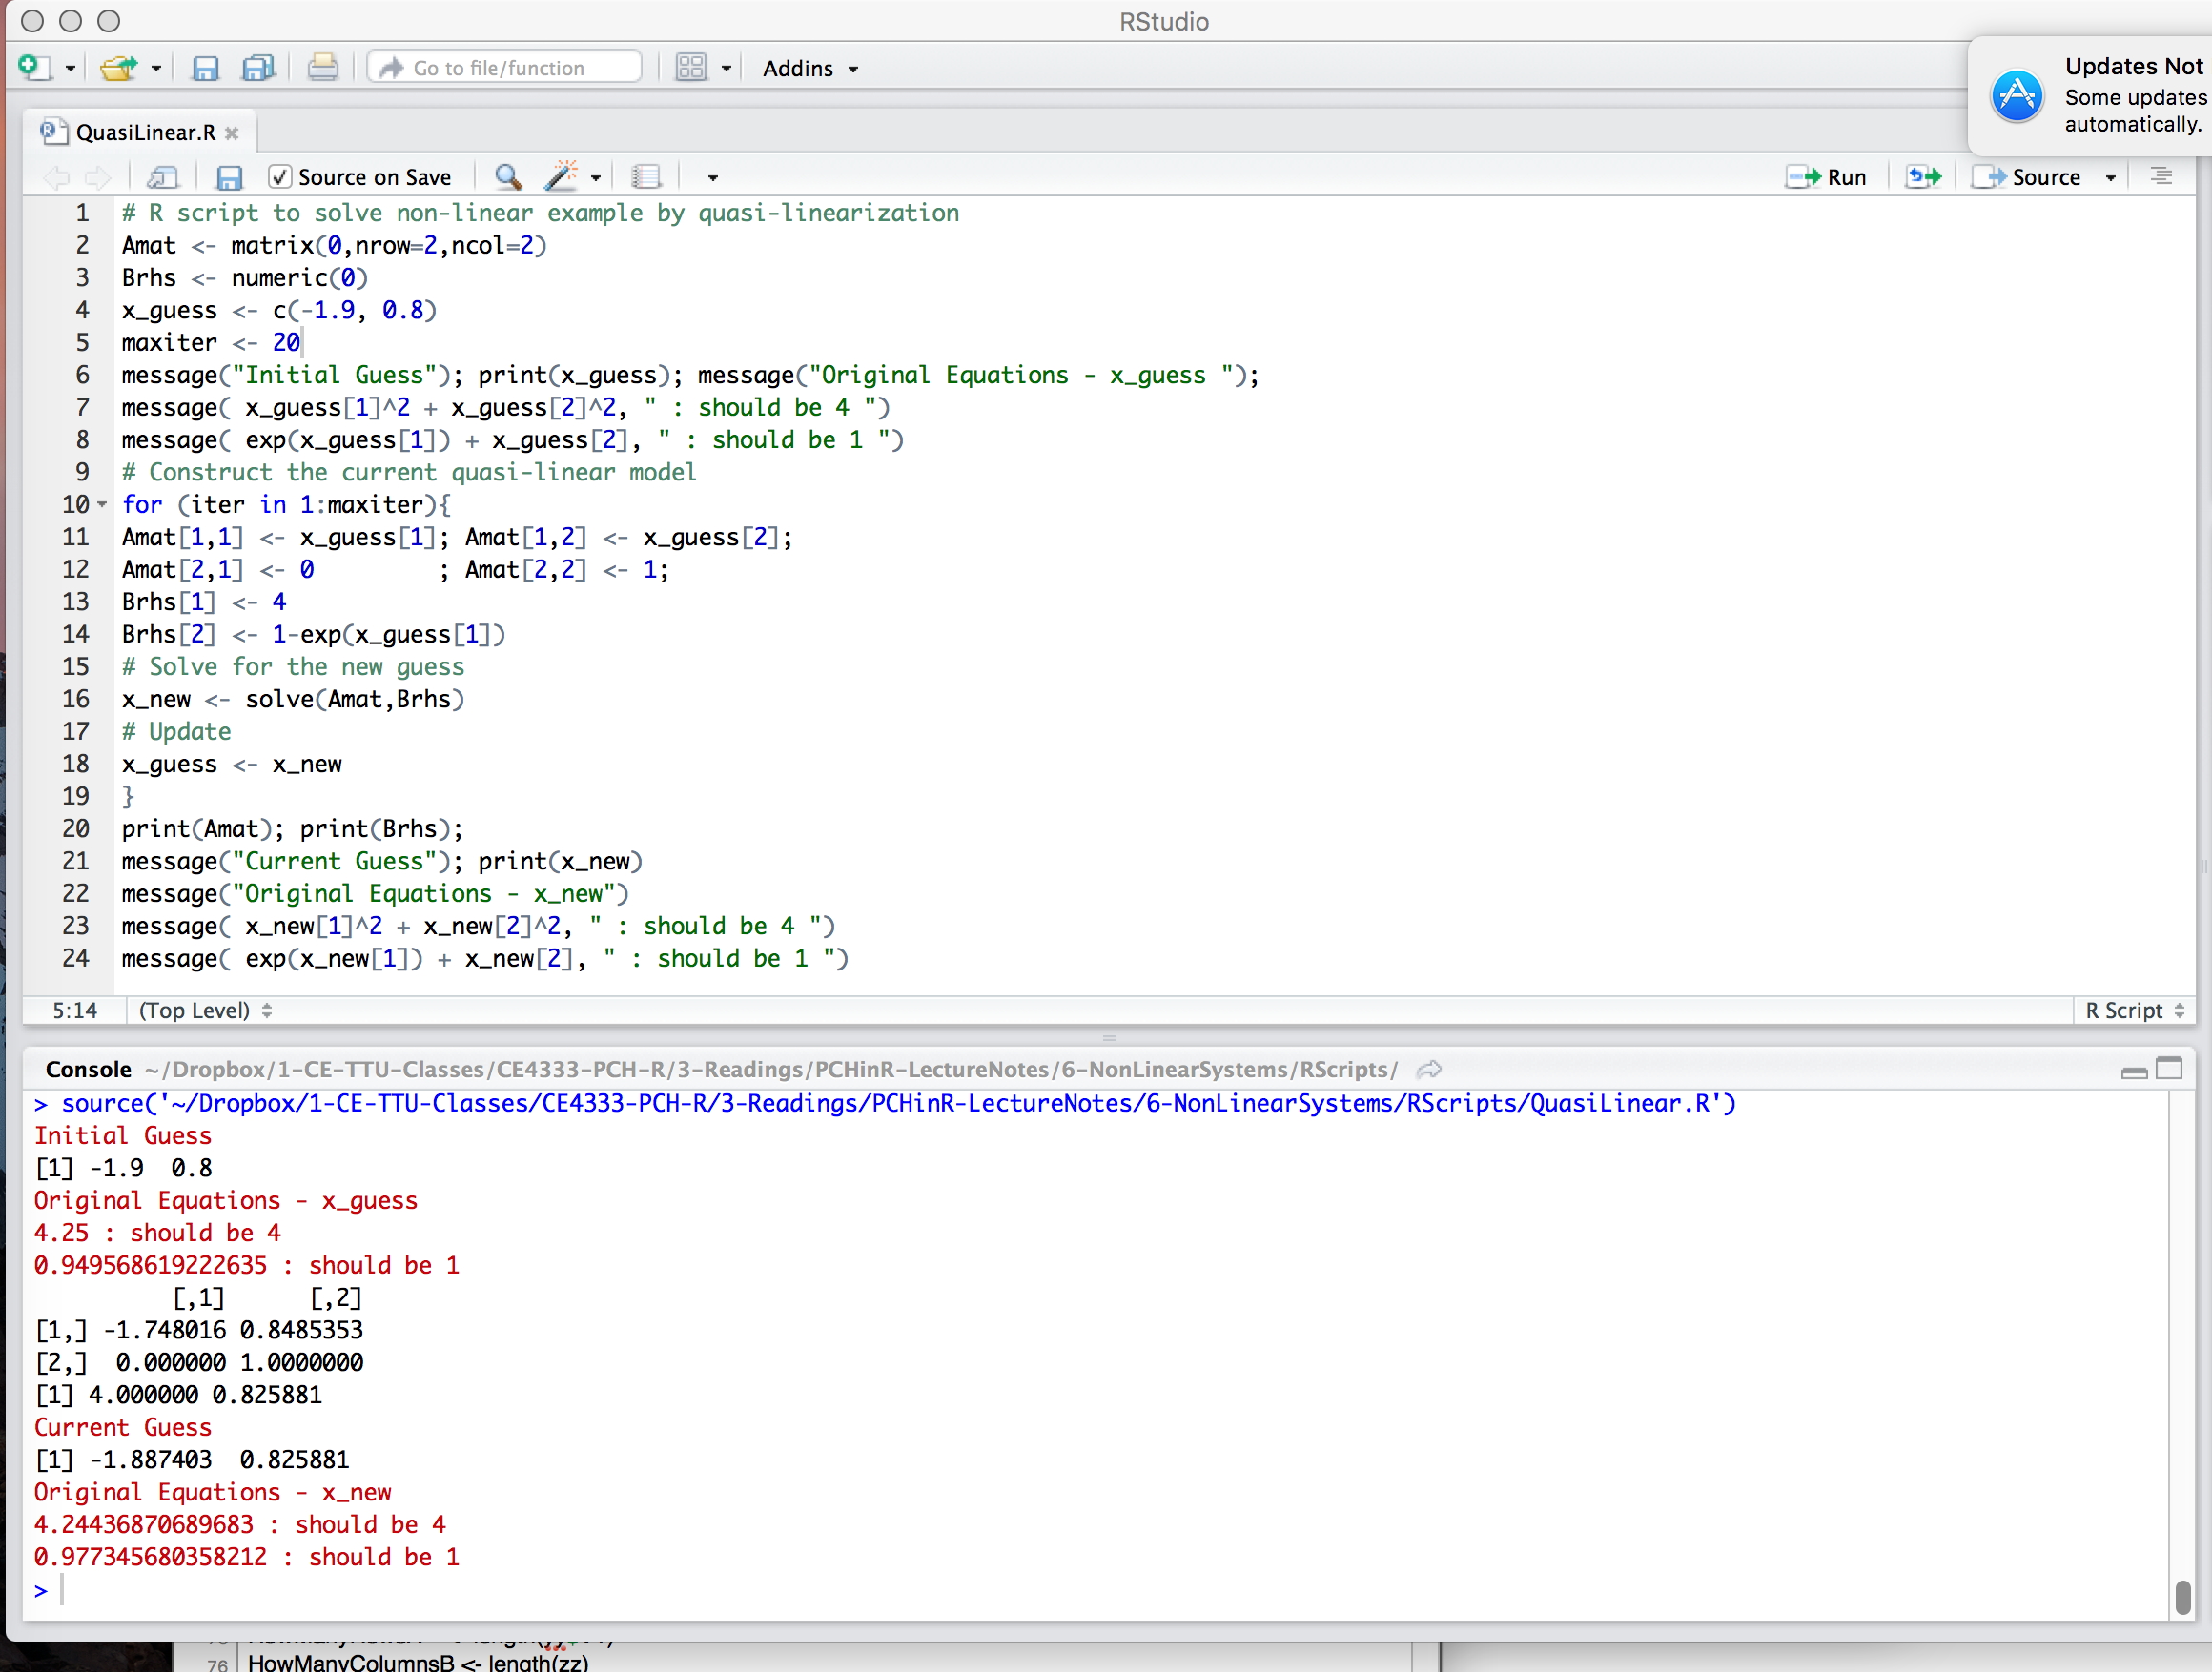 RStudio
Go to file/function
Addins
Updates Not
Some updates
automatically.
QuasiLinear.R
Source on Save
Run
Source
1 # R script to solve non-linear example by quasi-linearization
2 Amat <- matrix(0,nrow=2,ncol=2)
3 Brhs <- numeric(0)
4 x_guess <- c(-1.9, 0.8)
5 maxiter <- 20
6 message("Initial Guess"); print(x_guess); message("Original Equations - x_guess ");
7 message( x_guess[1]^2 + x_guess[2]^2, " : should be 4 ")
8 message( exp(x_guess[1]) + x_guess[2], " : should be 1 ")
9 # Construct the current quasi-linear model
10 for (iter in 1:maxiter){
11 Amat[1,1] <- x_guess[1]; Amat[1,2] <- x_guess[2];
12 Amat[2,1] <- 0         ; Amat[2,2] <- 1;
13 Brhs[1] <- 4
14 Brhs[2] <- 1-exp(x_guess[1])
15 # Solve for the new guess
16 x_new <- solve(Amat,Brhs)
17 # Update
18 x_guess <- x_new
19 }
20 print(Amat); print(Brhs);
21 message("Current Guess"); print(x_new)
22 message("Original Equations - x_new")
23 message( x_new[1]^2 + x_new[2]^2, " : should be 4 ")
24 message( exp(x_new[1]) + x_new[2], " : should be 1 ")
5:14 (Top Level) R Script
Console ~/Dropbox/1-CE-TTU-Classes/CE4333-PCH-R/3-Readings/PCHinR-LectureNotes/6-NonLinearSystems/RScripts/
> source('~/Dropbox/1-CE-TTU-Classes/CE4333-PCH-R/3-Readings/PCHinR-LectureNotes/6-NonLinearSystems/RScripts/QuasiLinear.R')
Initial Guess
[1] -1.9  0.8
Original Equations - x_guess
4.25 : should be 4
0.949568619222635 : should be 1
          [,1]      [,2]
[1,] -1.748016 0.8485353
[2,]  0.000000 1.0000000
[1] 4.000000 0.825881
Current Guess
[1] -1.887403  0.825881
Original Equations - x_new
4.24436870689683 : should be 4
0.977345680358212 : should be 1
>
76 HowManyColumnsB <- length(zz)